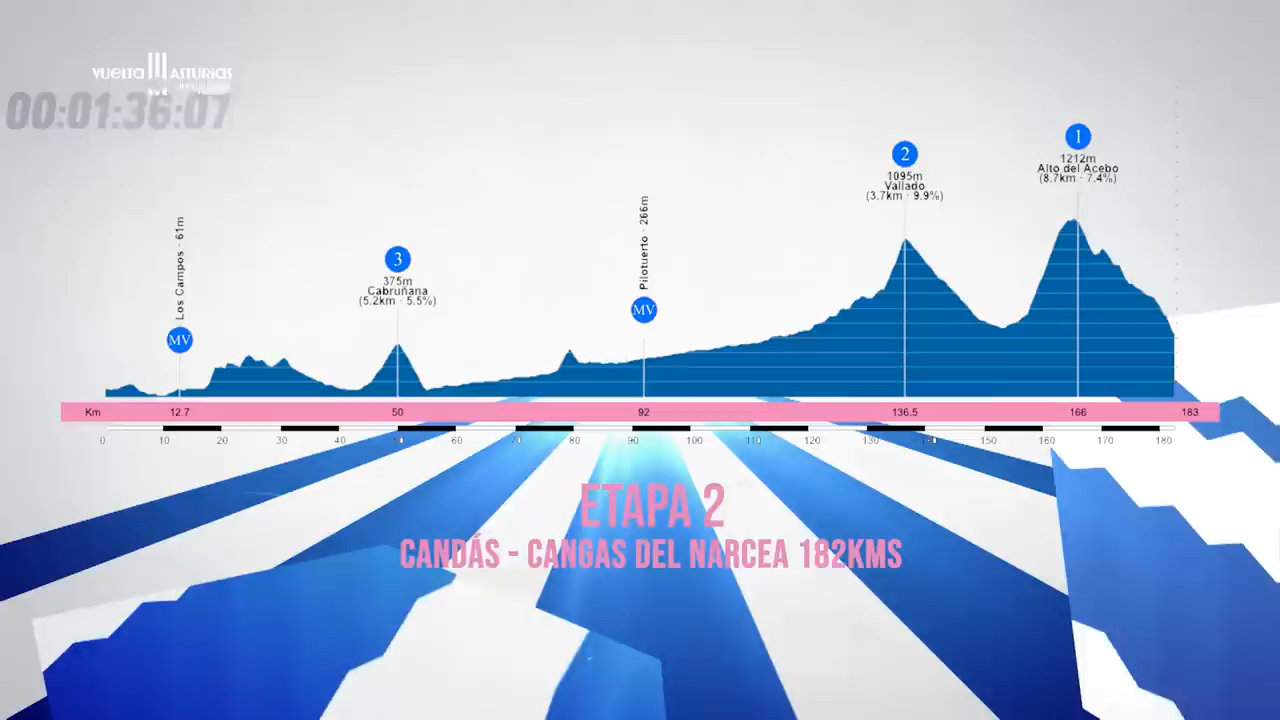 VUELTA ASTURIAS
00:01:36:07
1
1212m
Alto del Acebo
(8.7km · 7.4%)
2
1095m
Vallado
(3.7km · 9.9%)
Pilotuerto · 266m
MV
Los Campos · 61m
MV
3
375m
Cabruñana
(5.2km · 5.5%)
Km 12.7 50 92 136.5 166 183
0 10 20 30 40 50 60 70 80 90 100 110 120 130 140 150 160 170 180
ETAPA 2
CANDÁS - CANGAS DEL NARCEA 182KMS